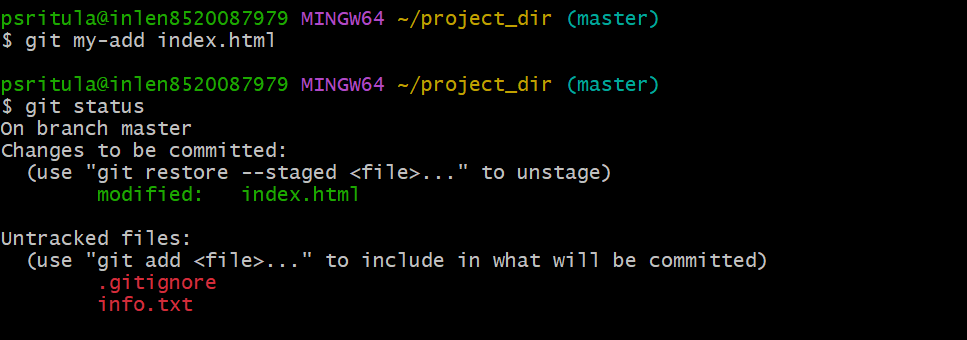 psritula@inlen8520087979 MINGW64 ~/project_dir (master)
$ git my-add index.html
psritula@inlen8520087979 MINGW64 ~/project_dir (master)
$ git status
On branch master
Changes to be committed:
  (use "git restore --staged <file>..." to unstage)
        modified:   index.html
Untracked files:
  (use "git add <file>..." to include in what will be committed)
        .gitignore
        info.txt